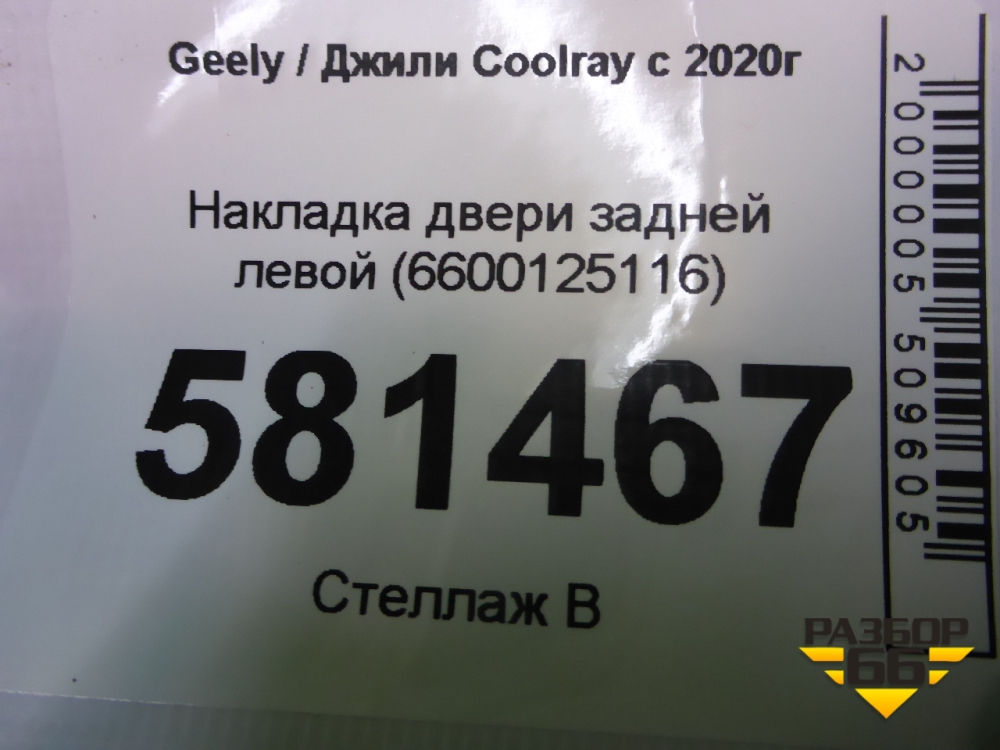 Geely / Джили Coolray с 2020г
Накладка двери задней
левой (6600125116)
581467
Стеллаж В
2000005509605
РАЗБОР
66